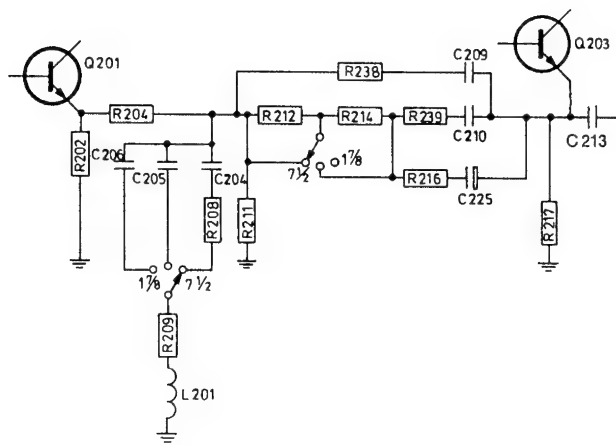 Q201
Q203
C209
R238
R204
R212
R214
R239
C210
C213
R202
C206
C205
C204
7½
1⅞
R216
C225
R208
R211
R217
1⅞
7½
R209
L201